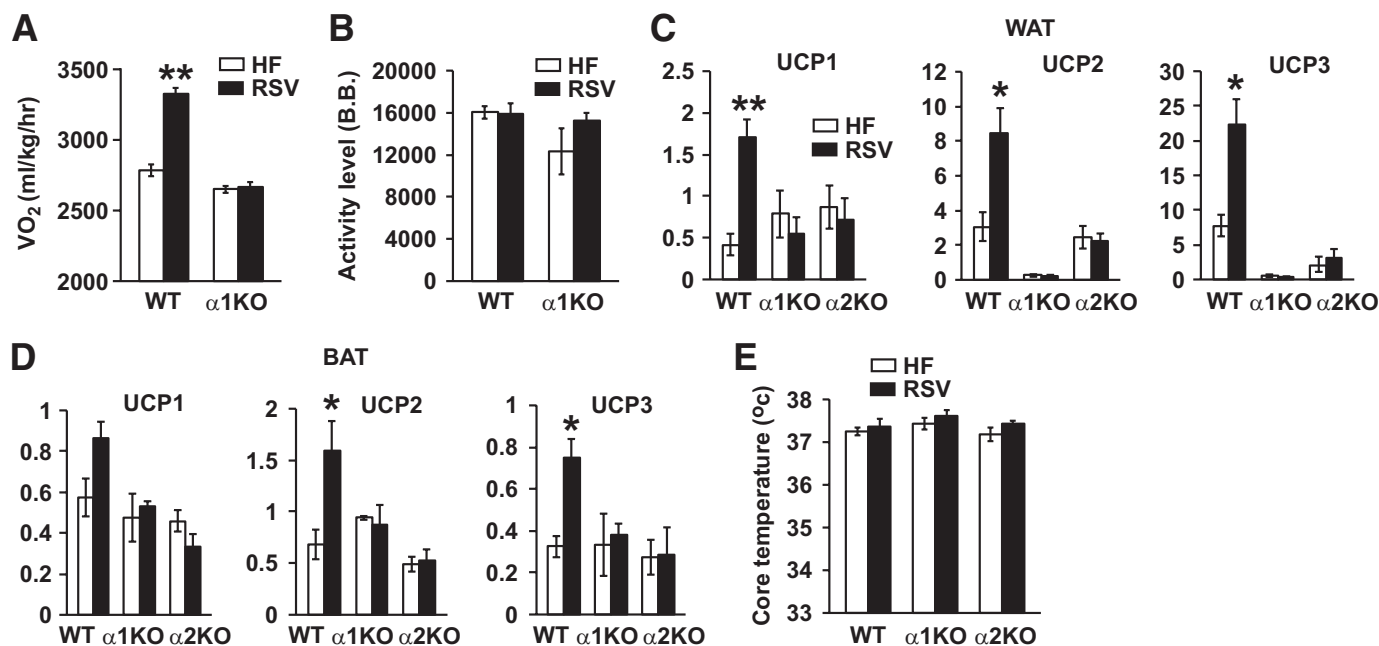 A
VO2 (ml/kg/hr)
3500
3000
2500
2000
**
HF
RSV
WT α1KO
B
Activity level (B.B.)
20000
16000
12000
8000
4000
0
HF
RSV
WT α1KO
C
WAT
UCP1
2.5
2
1.5
1
0.5
0
**
HF
RSV
WT α1KO α2KO
UCP2
12
10
8
6
4
2
0
*
WT α1KO α2KO
UCP3
30
25
20
15
10
5
0
*
WT α1KO α2KO
D
BAT
UCP1
1
0.8
0.6
0.4
0.2
0
WT α1KO α2KO
UCP2
2
1.5
1
0.5
0
*
WT α1KO α2KO
UCP3
1
0.8
0.6
0.4
0.2
0
*
WT α1KO α2KO
E
Core temperature (ºc)
38
37
36
35
34
33
HF
RSV
WT α1KO α2KO